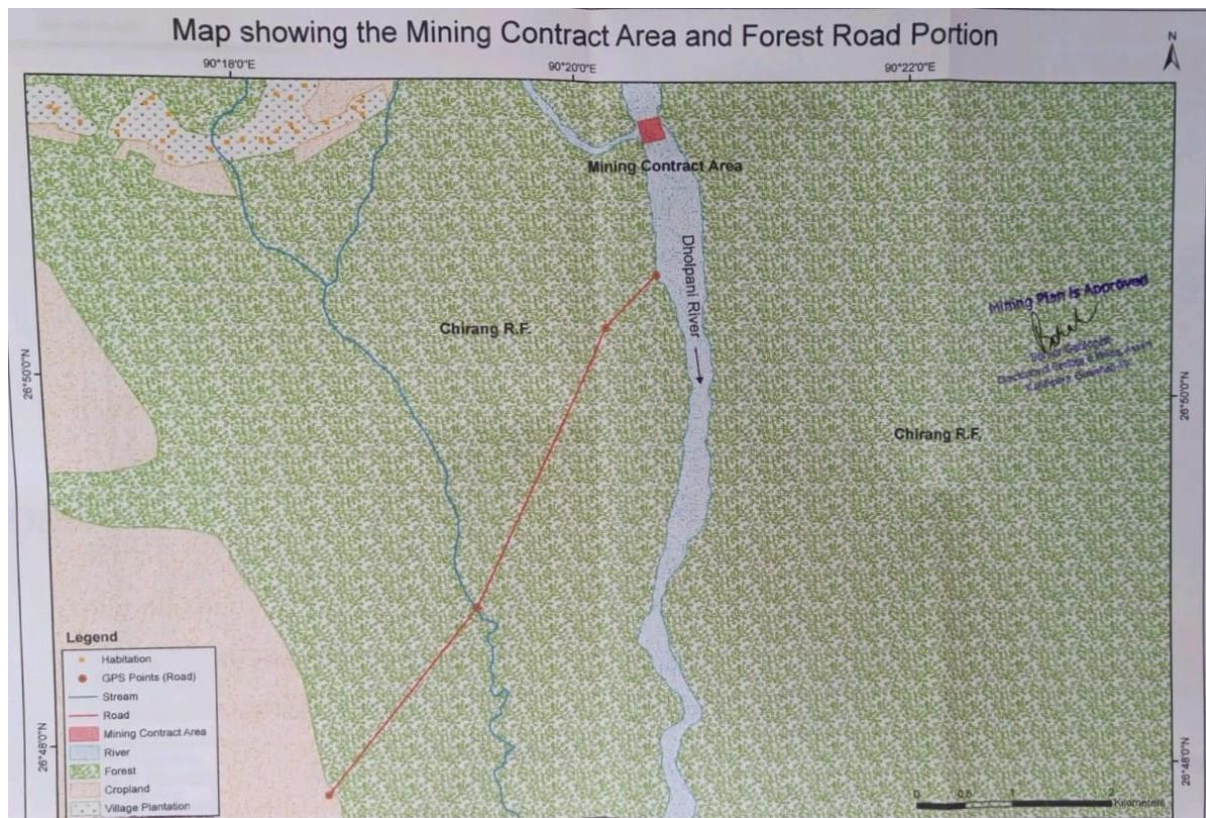 Map showing the Mining Contract Area and Forest Road Portion
N
90°18'0"E
90°20'0"E
90°22'0"E
Mining Contract Area
Dholpani River
Mining Plan is Approved
Chirang R.F.
26°50'0"N
26°50'0"N
Chirang R.F.
Legend
Habitation
GPS Points (Road)
Stream
Road
Mining Contract Area
River
Forest
Cropland
Village Plantation
26°48'0"N
26°48'0"N
0 0.5 1 2
Kilometers